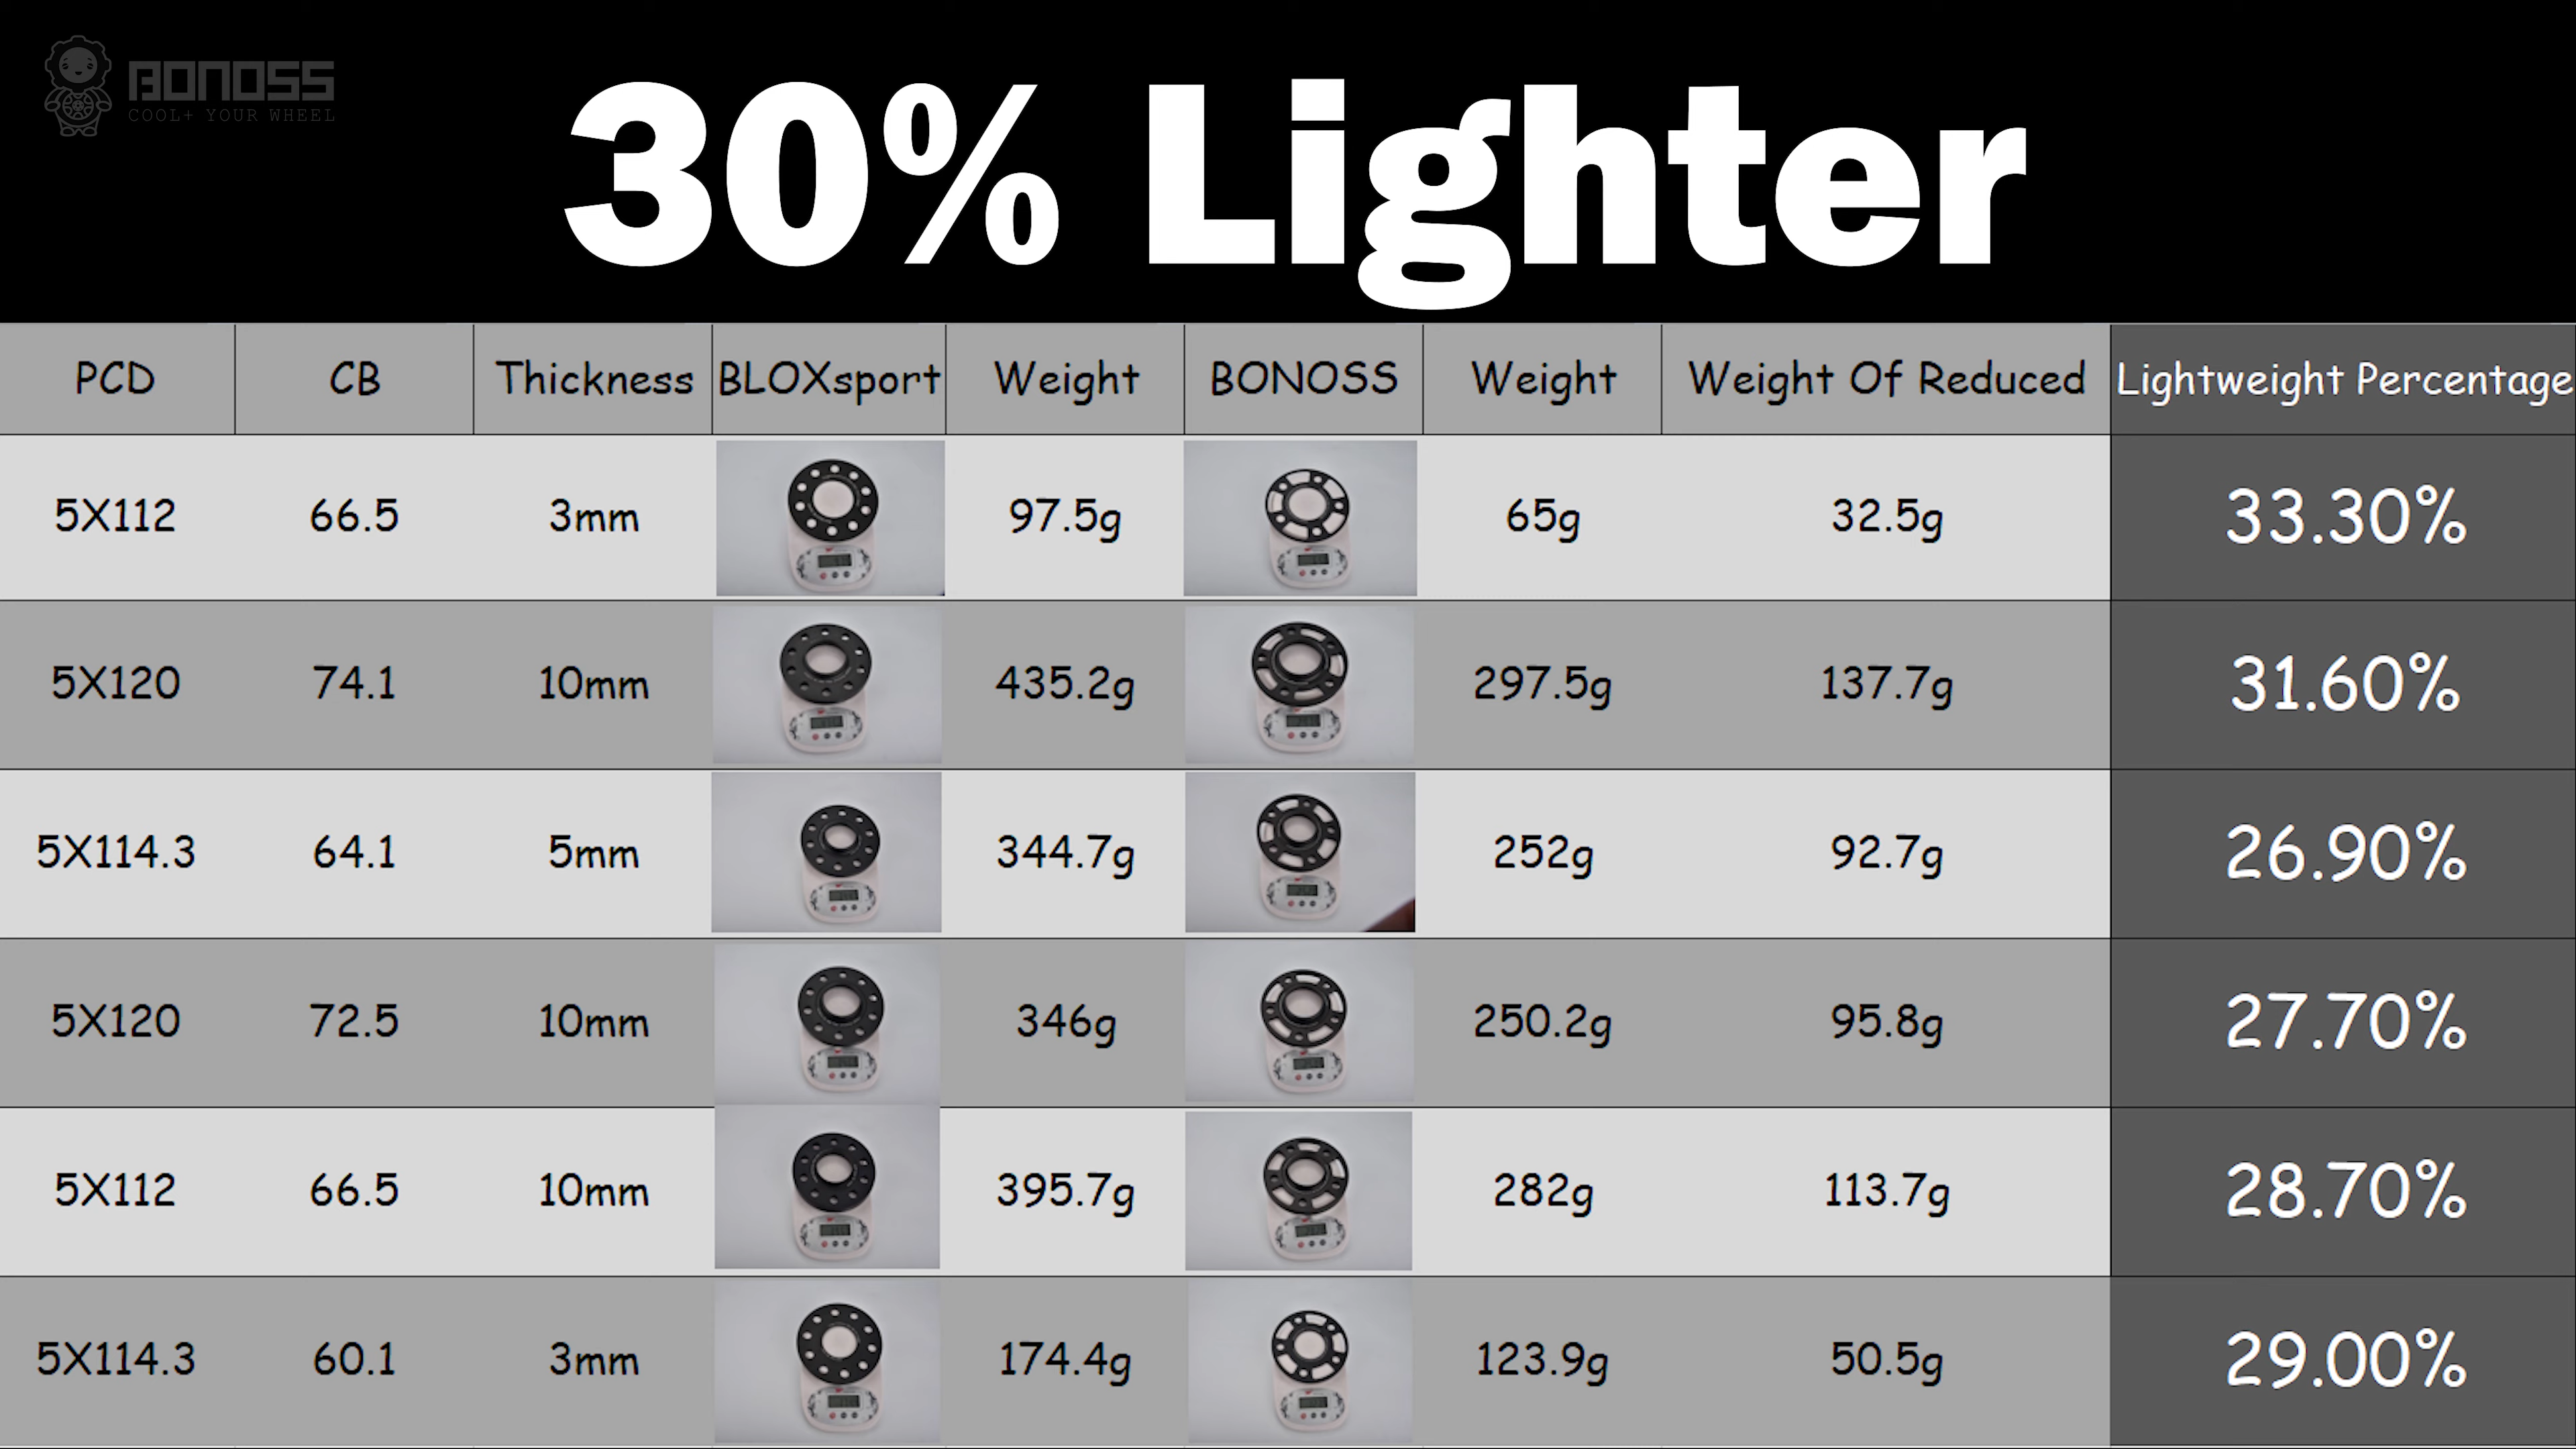 BONOSS
COOL+ YOUR WHEEL
30% Lighter
PCD CB Thickness BLOXsport Weight BONOSS Weight Weight Of Reduced Lightweight Percentage
5X112 66.5 3mm 97.5g 65g 32.5g 33.30%
5X120 74.1 10mm 435.2g 297.5g 137.7g 31.60%
5X114.3 64.1 5mm 344.7g 252g 92.7g 26.90%
5X120 72.5 10mm 346g 250.2g 95.8g 27.70%
5X112 66.5 10mm 395.7g 282g 113.7g 28.70%
5X114.3 60.1 3mm 174.4g 123.9g 50.5g 29.00%